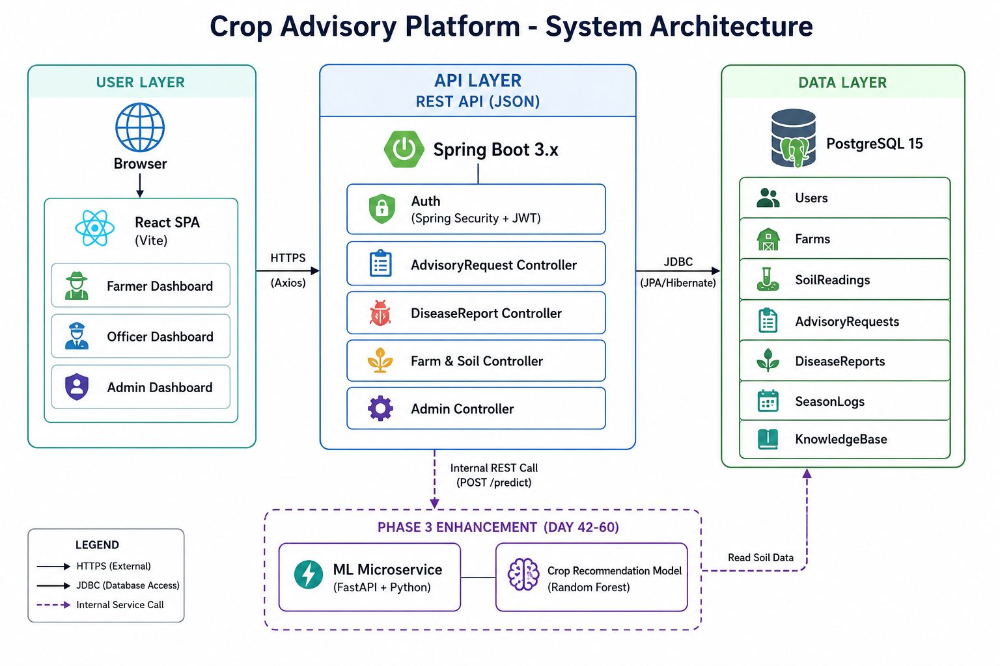 Crop Advisory Platform - System Architecture
USER LAYER
Browser
React SPA
(Vite)
Farmer Dashboard
Officer Dashboard
Admin Dashboard
HTTPS
(Axios)
API LAYER
REST API (JSON)
Spring Boot 3.x
Auth
(Spring Security + JWT)
AdvisoryRequest Controller
DiseaseReport Controller
Farm & Soil Controller
Admin Controller
JDBC
(JPA/Hibernate)
DATA LAYER
PostgreSQL 15
Users
Farms
SoilReadings
AdvisoryRequests
DiseaseReports
SeasonLogs
KnowledgeBase
Internal REST Call
(POST /predict)
PHASE 3 ENHANCEMENT (DAY 42-60)
ML Microservice
(FastAPI + Python)
Crop Recommendation Model
(Random Forest)
Read Soil Data
LEGEND
HTTPS (External)
JDBC (Database Access)
Internal Service Call